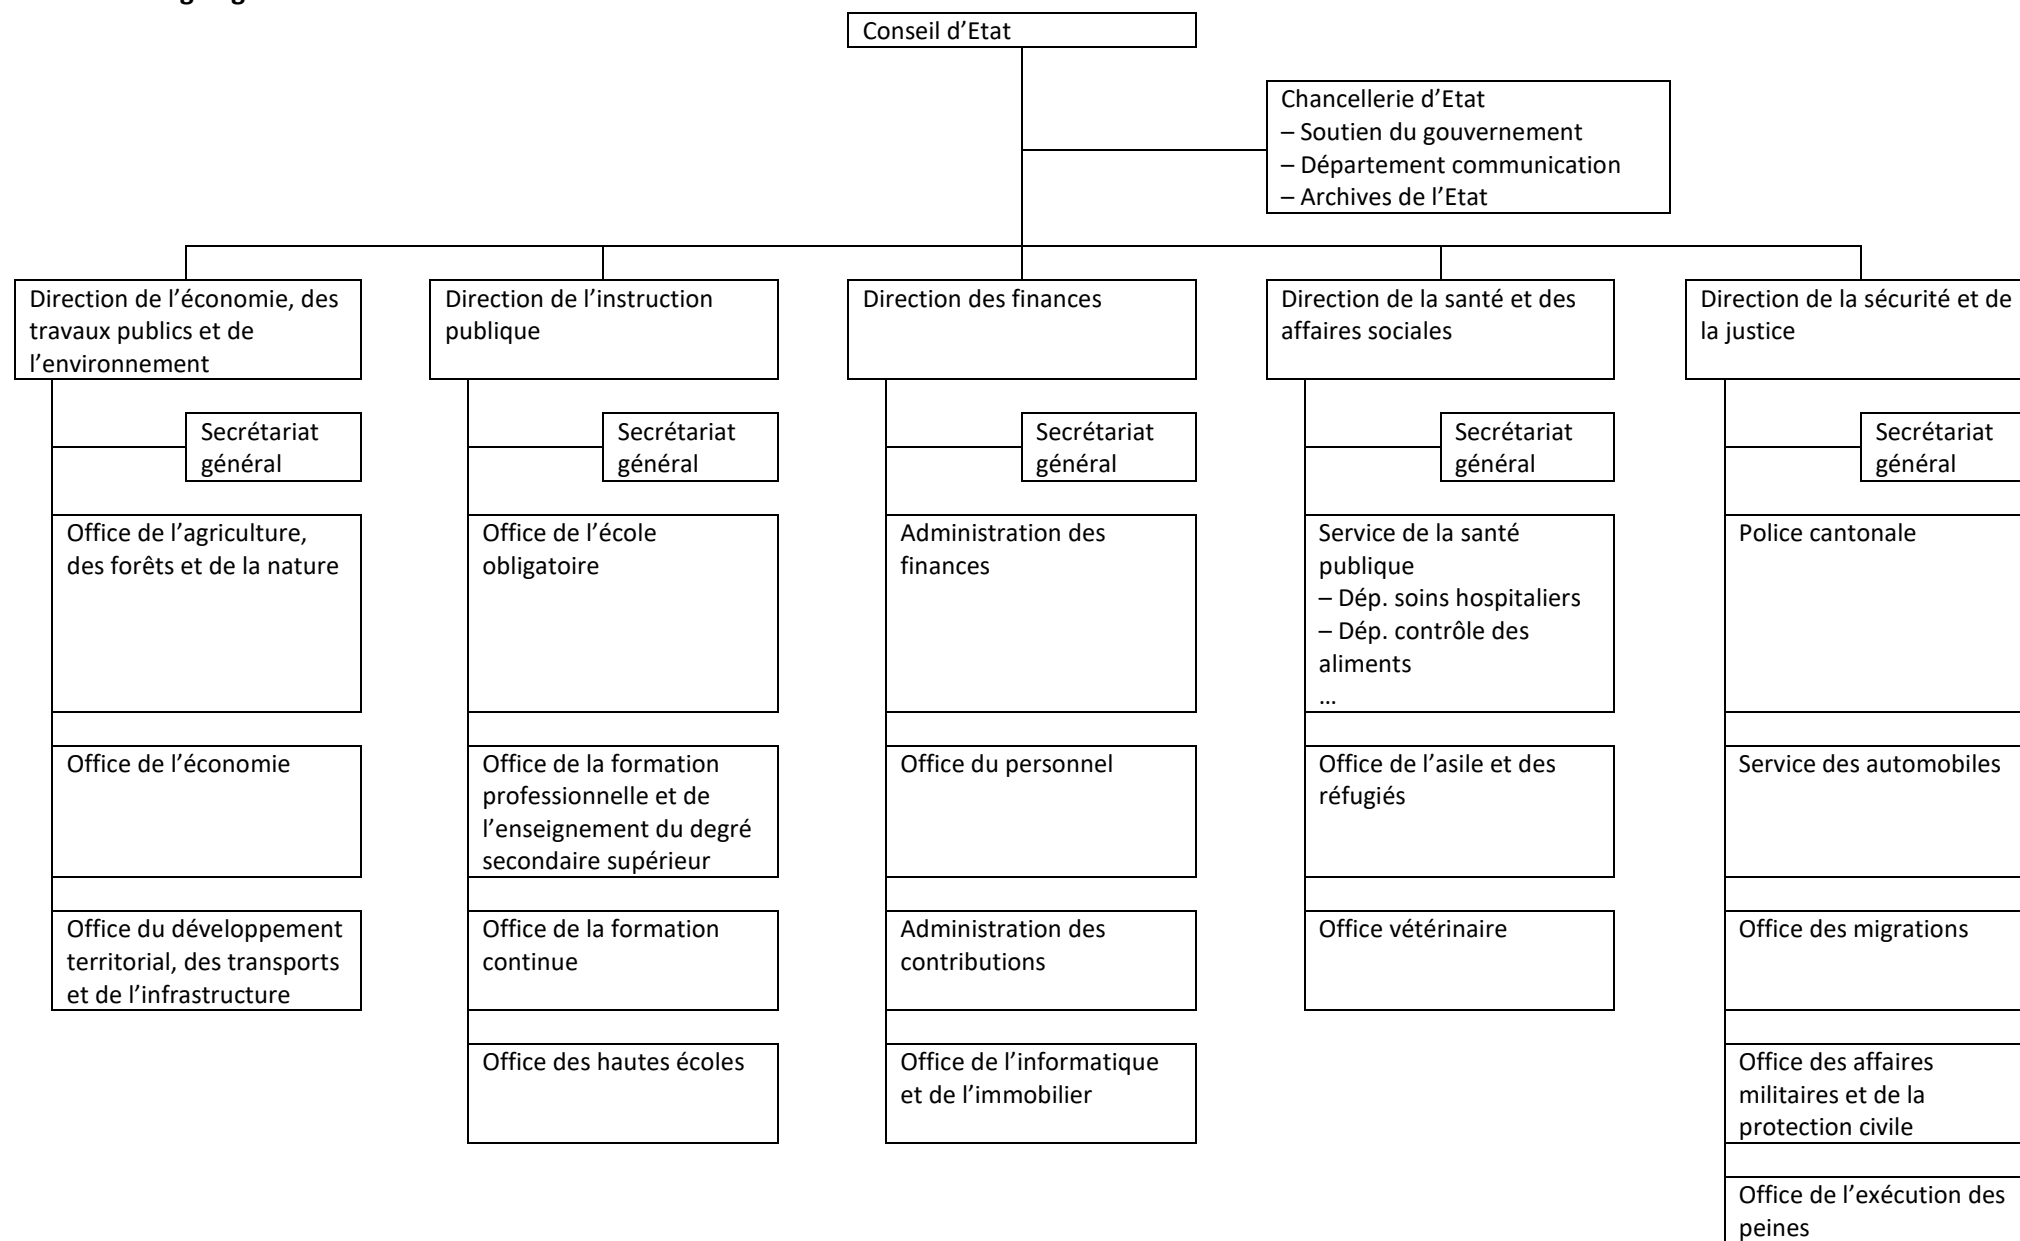 Conseil d’Etat
Chancellerie d’Etat
– Soutien du gouvernement
– Département communication
– Archives de l’Etat
Direction de l’économie, des
travaux publics et de
l’environnement
Secrétariat
général
Office de l’agriculture,
des forêts et de la nature
Office de l’économie
Office du développement
territorial, des transports
et de l’infrastructure
Direction de l’instruction
publique
Secrétariat
général
Office de l’école
obligatoire
Office de la formation
professionnelle et de
l’enseignement du degré
secondaire supérieur
Office de la formation
continue
Office des hautes écoles
Direction des finances
Secrétariat
général
Administration des
finances
Office du personnel
Administration des
contributions
Office de l’informatique
et de l’immobilier
Direction de la santé et des
affaires sociales
Secrétariat
général
Service de la santé
publique
– Dép. soins hospitaliers
– Dép. contrôle des
aliments
...
Office de l’asile et des
réfugiés
Office vétérinaire
Direction de la sécurité et de
la justice
Secrétariat
général
Police cantonale
Service des automobiles
Office des migrations
Office des affaires
militaires et de la
protection civile
Office de l’exécution des
peines